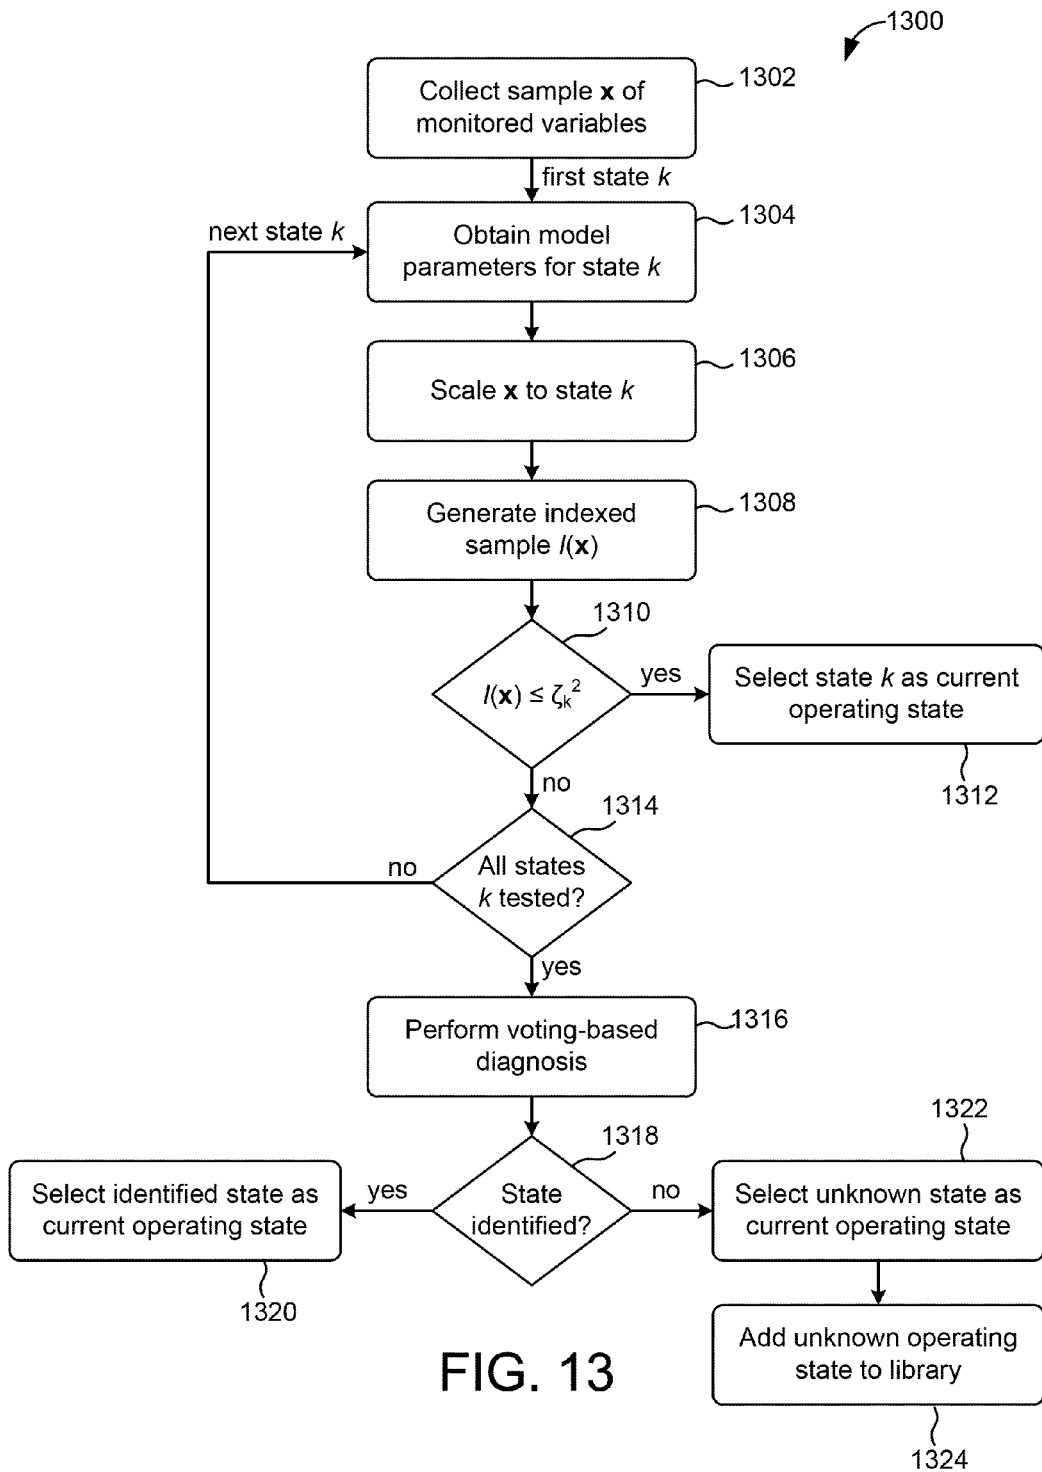 1300
Collect sample x of
monitored variables
1302
first state k
next state k
Obtain model
parameters for state k
1304
Scale x to state k
1306
Generate indexed
sample I(x)
1308
1310
I(x) ≤ ζk²
yes
Select state k as current
operating state
1312
no
1314
All states
k tested?
no
yes
Perform voting-based
diagnosis
1316
1318
State
identified?
yes
Select identified state as
current operating state
1320
no
1322
Select unknown state as
current operating state
Add unknown operating
state to library
1324
FIG. 13